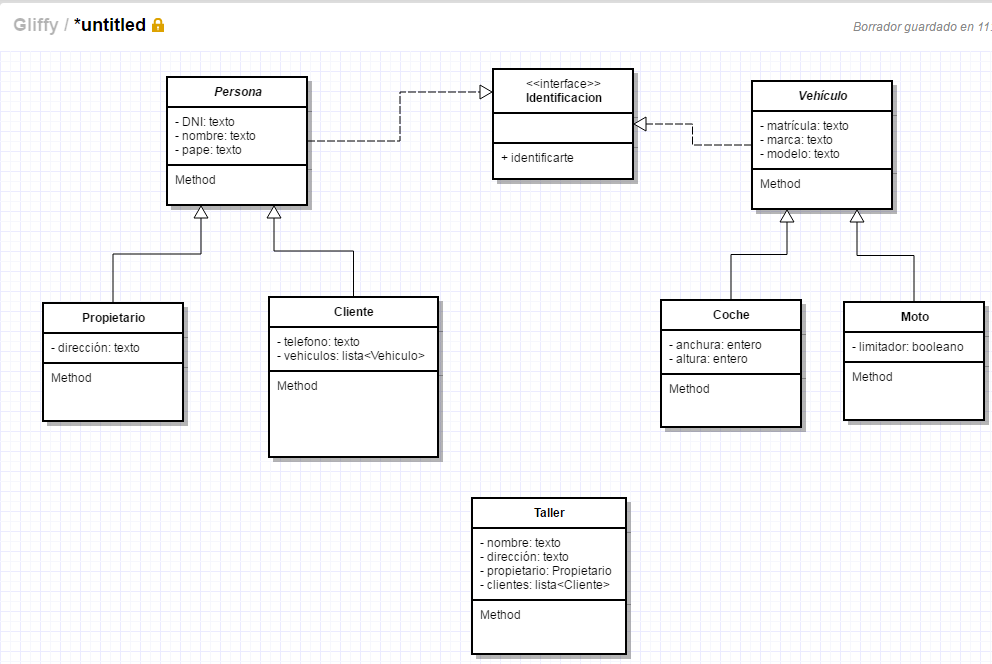 Gliffy / *untitled
Borrador guardado en 11.
Persona
- DNI: texto
- nombre: texto
- pape: texto
Method
<<interface>>
Identificacion
+ identificarte
Vehículo
- matrícula: texto
- marca: texto
- modelo: texto
Method
Propietario
- dirección: texto
Method
Cliente
- telefono: texto
- vehiculos: lista<Vehiculo>
Method
Coche
- anchura: entero
- altura: entero
Method
Moto
- limitador: booleano
Method
Taller
- nombre: texto
- dirección: texto
- propietario: Propietario
- clientes: lista<Cliente>
Method